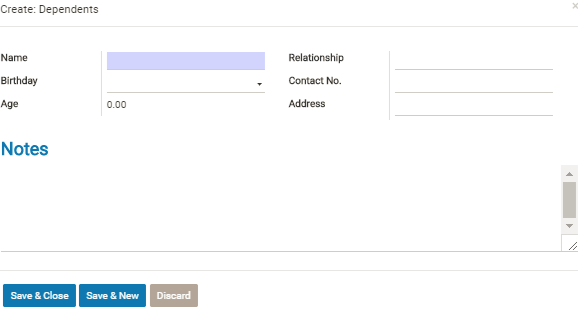 Create: Dependents
×
Name
Relationship
Birthday
Contact No.
Age 0.00
Address
Notes
Save & Close Save & New Discard